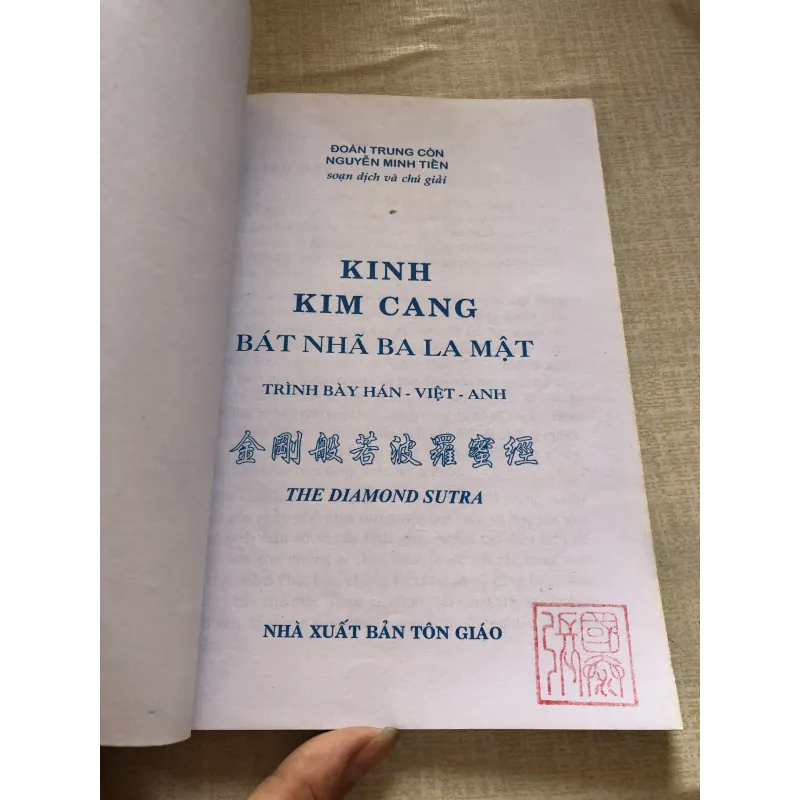 ĐOÀN TRUNG CÒN
NGUYỄN MINH TIẾN
soạn dịch và chú giải
KINH
KIM CANG
BÁT NHÃ BA LA MẬT
TRÌNH BÀY HÁN - VIỆT - ANH
金剛般若波羅蜜經
THE DIAMOND SUTRA
NHÀ XUẤT BẢN TÔN GIÁO